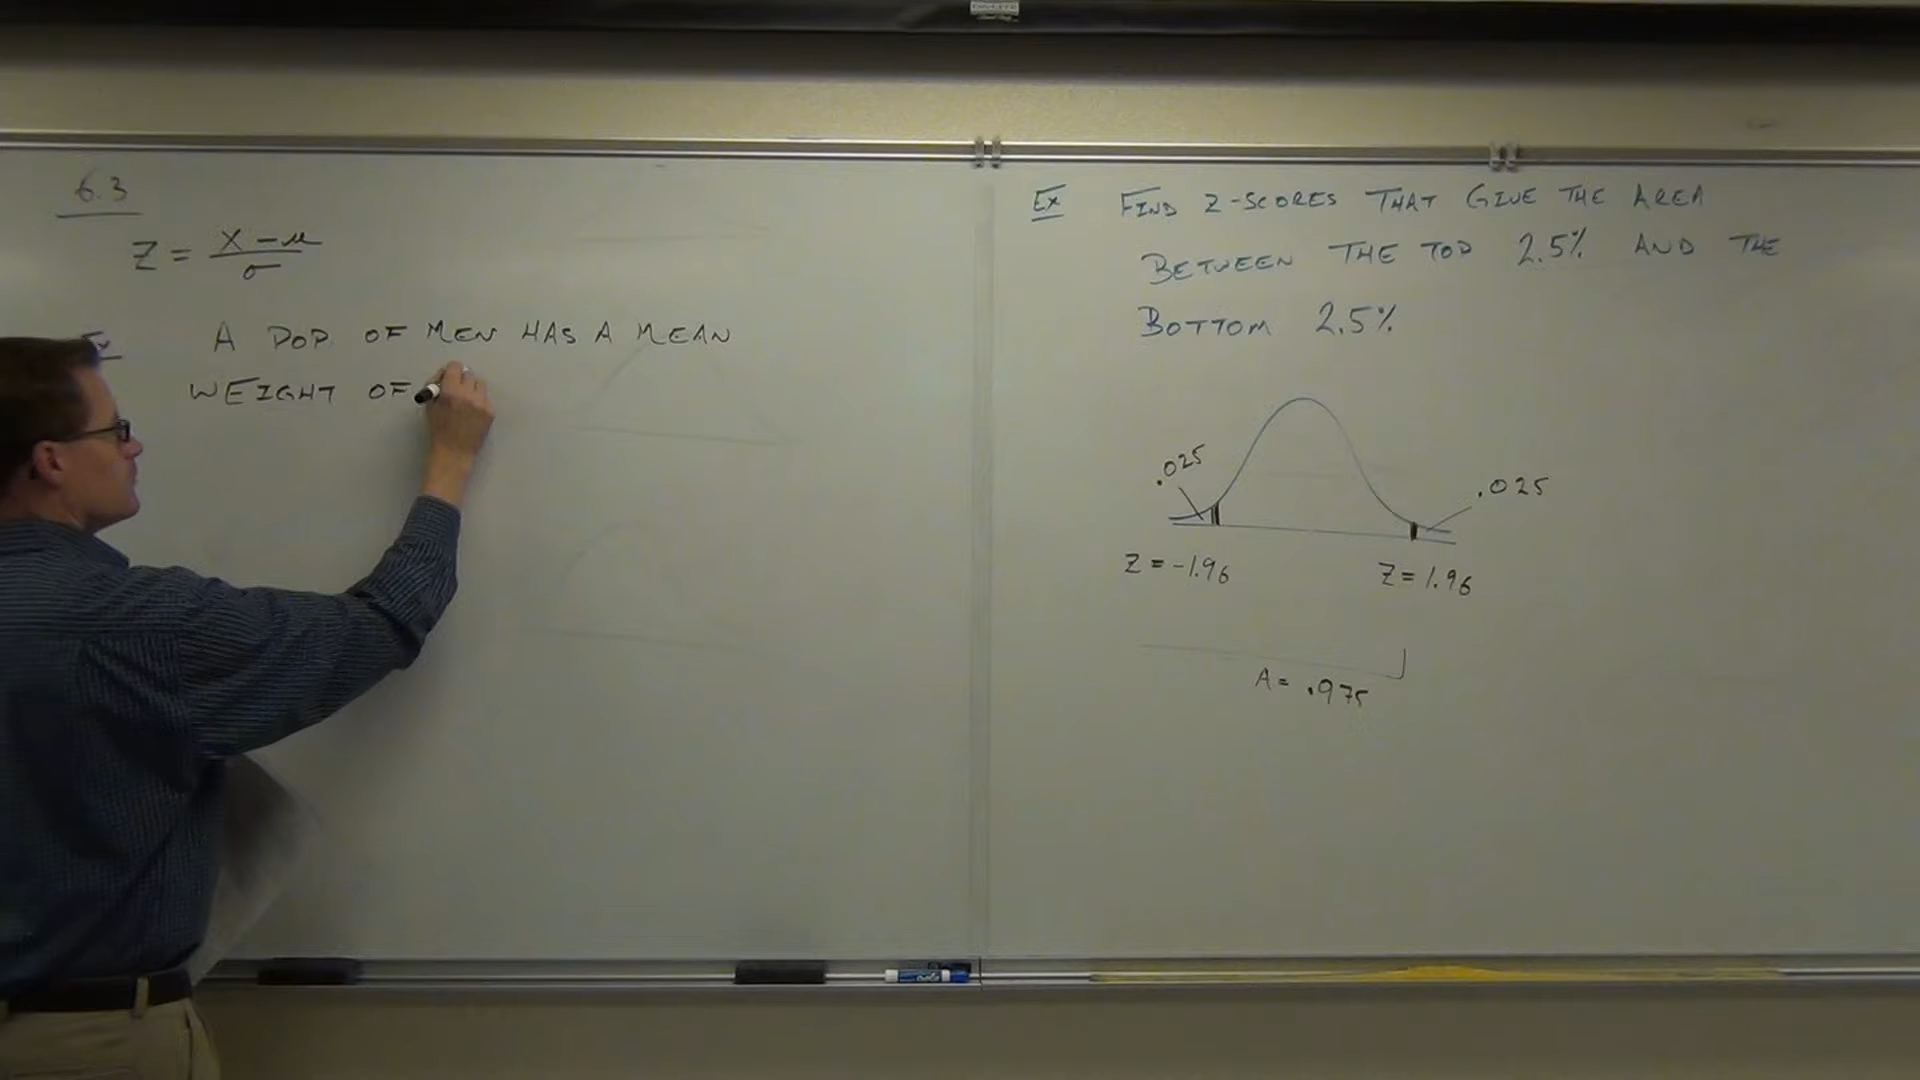 6.3
Z = X - μ / σ
Ex A POP. OF MEN HAS A MEAN
WEIGHT OF
Ex FIND Z-SCORES THAT GIVE THE AREA
BETWEEN THE TOP 2.5% AND THE
BOTTOM 2.5%
.025
.025
Z = -1.96
Z = 1.96
A = .975